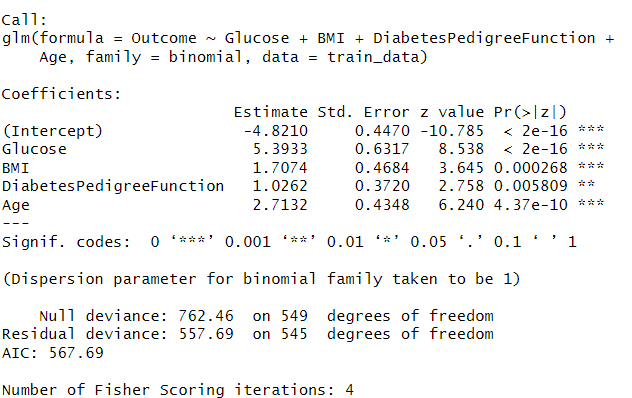 Call:
glm(formula = Outcome ~ Glucose + BMI + DiabetesPedigreeFunction +
    Age, family = binomial, data = train_data)

Coefficients:
                         Estimate Std. Error z value Pr(>|z|)
(Intercept)               -4.8210     0.4470 -10.785  < 2e-16 ***
Glucose                    5.3933     0.6317   8.538  < 2e-16 ***
BMI                        1.7074     0.4684   3.645 0.000268 ***
DiabetesPedigreeFunction   1.0262     0.3720   2.758 0.005809 **
Age                        2.7132     0.4348   6.240 4.37e-10 ***
---
Signif. codes:  0 ‘***’ 0.001 ‘**’ 0.01 ‘*’ 0.05 ‘.’ 0.1 ‘ ’ 1

(Dispersion parameter for binomial family taken to be 1)

    Null deviance: 762.46  on 549  degrees of freedom
Residual deviance: 557.69  on 545  degrees of freedom
AIC: 567.69

Number of Fisher Scoring iterations: 4